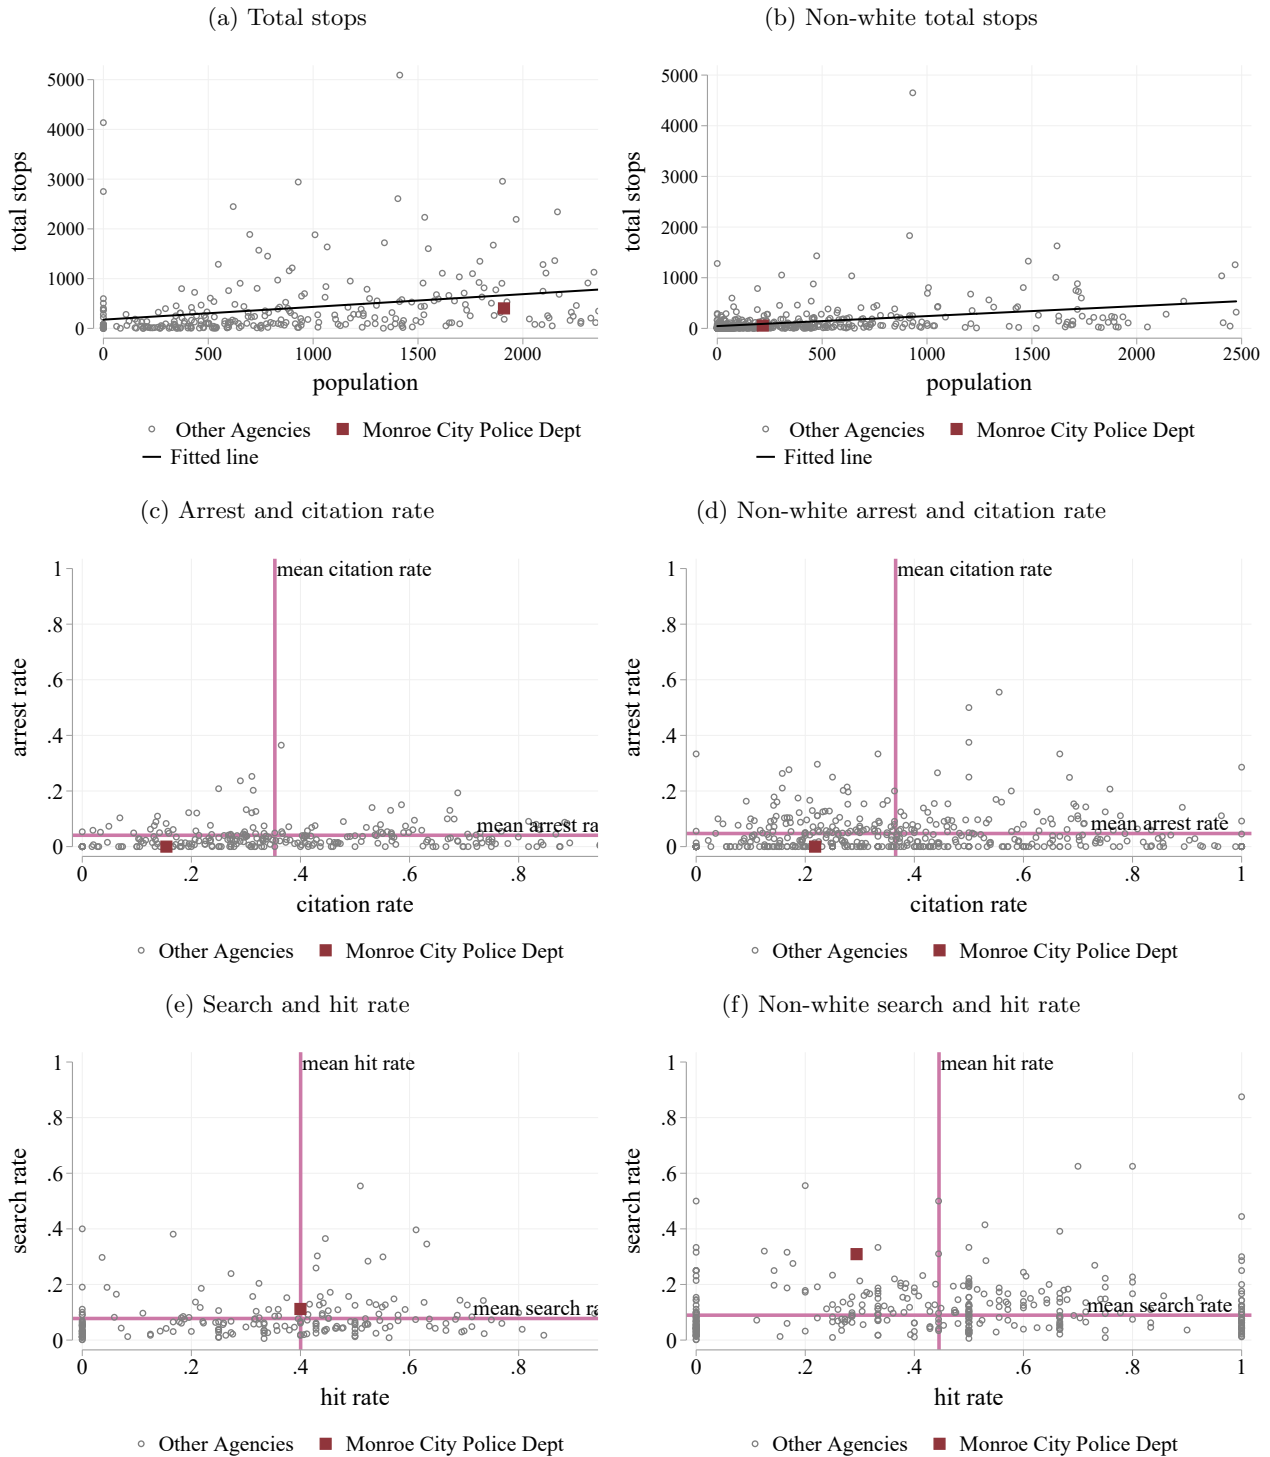 (a) Total stops
(b) Non-white total stops
total stops
5000
4000
3000
2000
1000
0
0 500 1000 1500 2000
population
Other Agencies Monroe City Police Dept
Fitted line
total stops
5000
4000
3000
2000
1000
0
0 500 1000 1500 2000 2500
population
Other Agencies Monroe City Police Dept
Fitted line
(c) Arrest and citation rate
(d) Non-white arrest and citation rate
arrest rate
1
.8
.6
.4
.2
0
mean citation rate
mean arrest ra
0 .2 .4 .6 .8
citation rate
Other Agencies Monroe City Police Dept
arrest rate
1
.8
.6
.4
.2
0
mean citation rate
mean arrest rate
0 .2 .4 .6 .8 1
citation rate
Other Agencies Monroe City Police Dept
(e) Search and hit rate
(f) Non-white search and hit rate
search rate
1
.8
.6
.4
.2
0
mean hit rate
mean search ra
0 .2 .4 .6 .8
hit rate
Other Agencies Monroe City Police Dept
search rate
1
.8
.6
.4
.2
0
mean hit rate
mean search rate
0 .2 .4 .6 .8 1
hit rate
Other Agencies Monroe City Police Dept